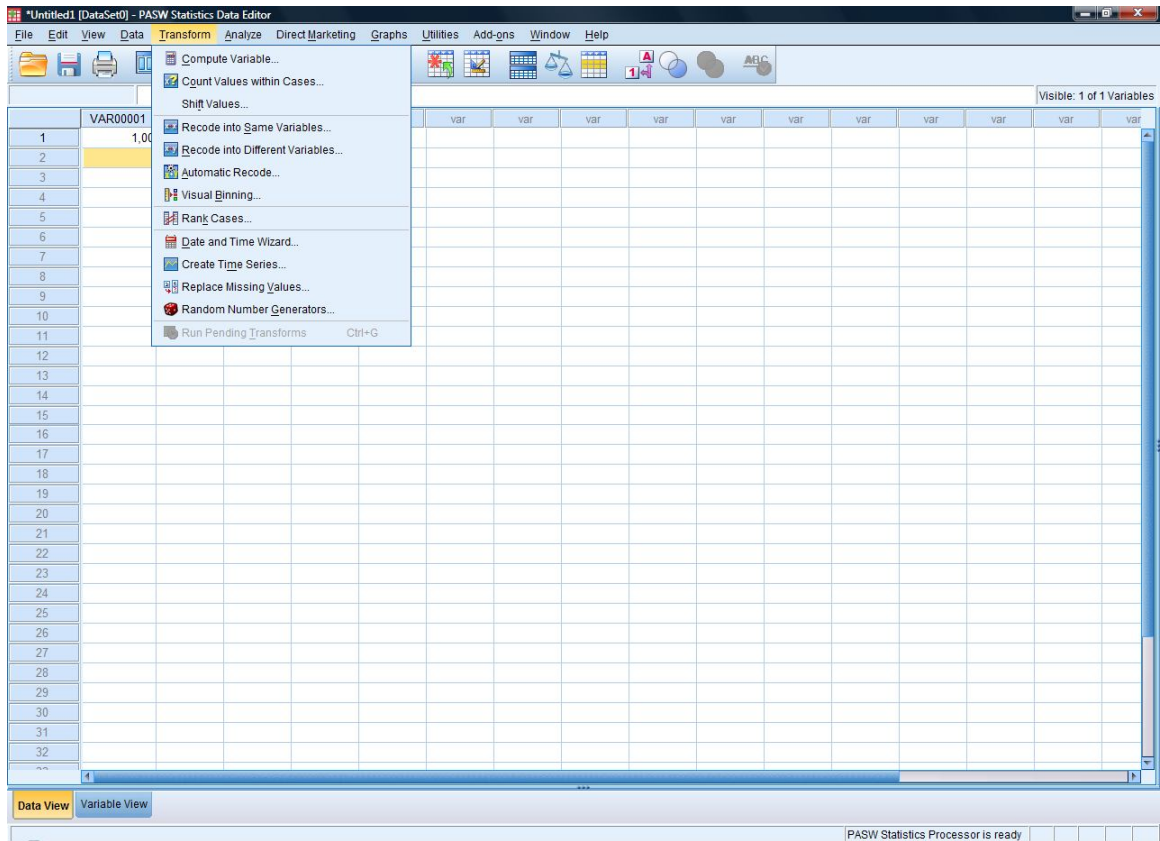 *Untitled1 [DataSet0] - PASW Statistics Data Editor
File Edit View Data Transform Analyze Direct Marketing Graphs Utilities Add-ons Window Help
Visible: 1 of 1 Variables
Compute Variable...
Count Values within Cases...
Shift Values...
Recode into Same Variables...
Recode into Different Variables...
Automatic Recode...
Visual Binning...
Rank Cases...
Date and Time Wizard...
Create Time Series...
Replace Missing Values...
Random Number Generators...
Run Pending Transforms Ctrl+G
VAR00001 var var var var var var var var var var var
1 1,00
2
3
4
5
6
7
8
9
10
11
12
13
14
15
16
17
18
19
20
21
22
23
24
25
26
27
28
29
30
31
32
Data View Variable View
PASW Statistics Processor is ready